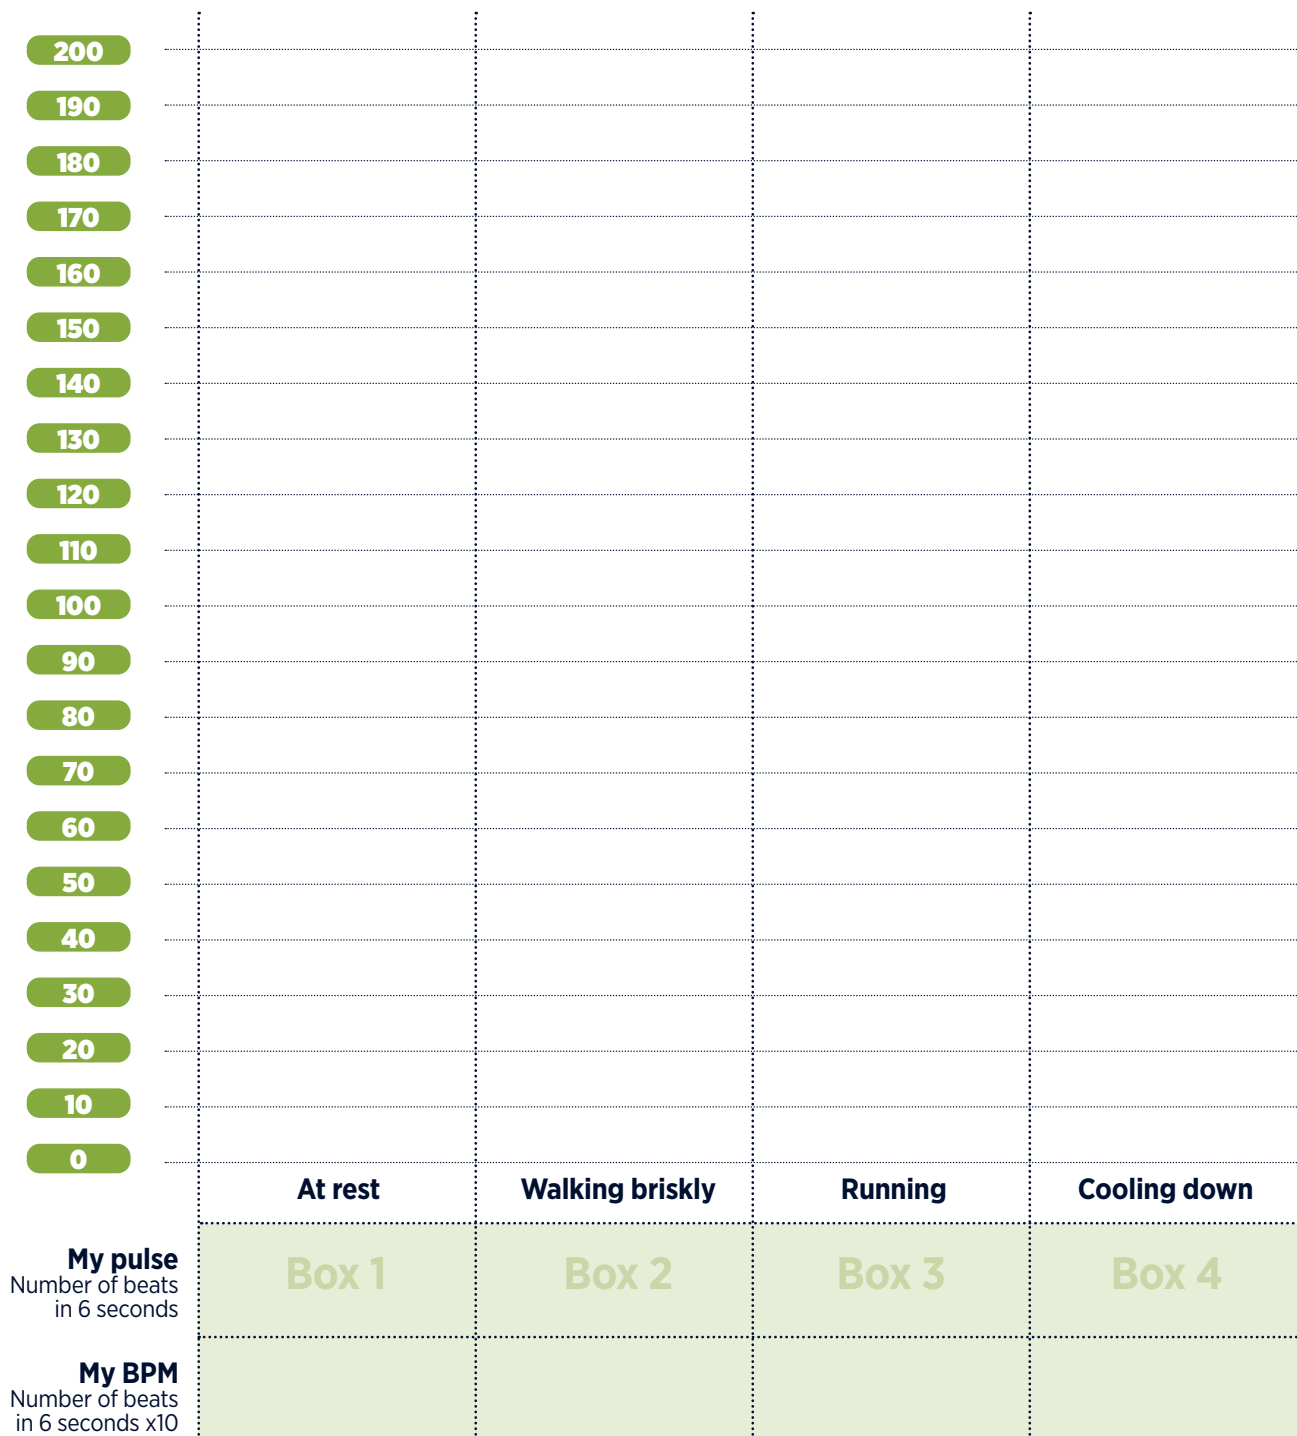 200
190
180
170
160
150
140
130
120
110
100
90
80
70
60
50
40
30
20
10
0
At rest Walking briskly Running Cooling down
My pulse
Number of beats
in 6 seconds
Box 1 Box 2 Box 3 Box 4
My BPM
Number of beats
in 6 seconds x10